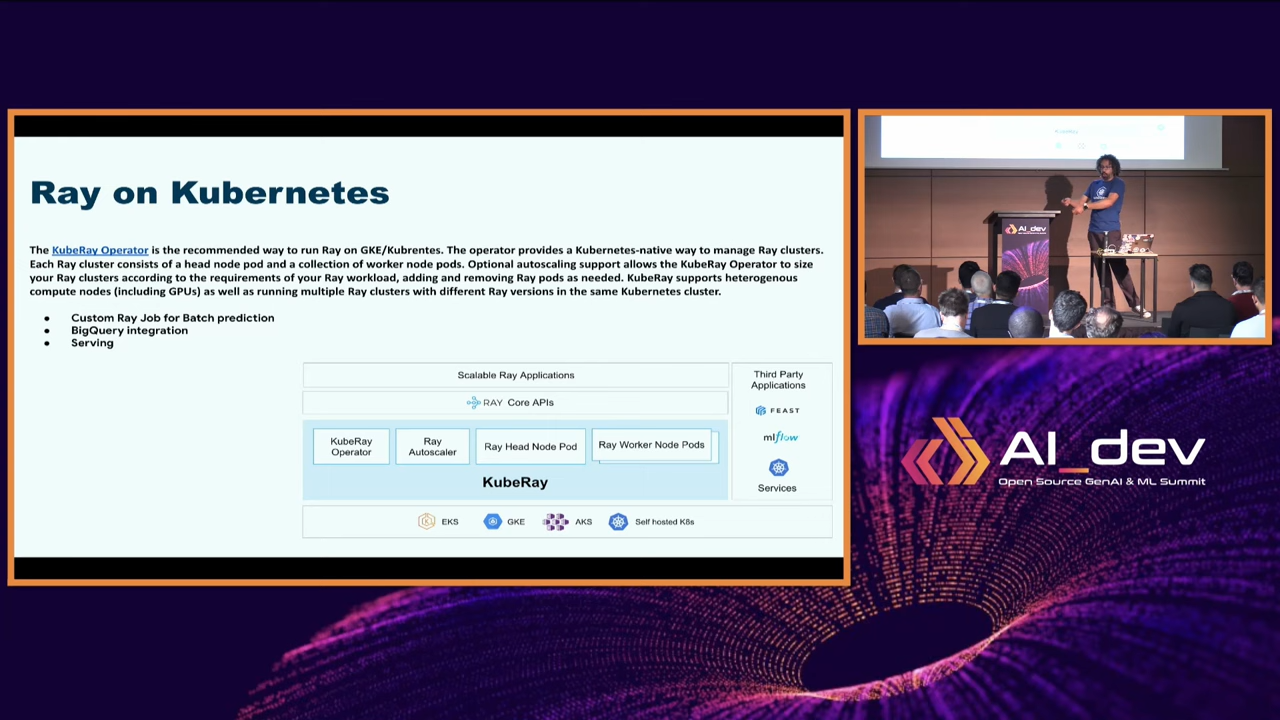 Ray on Kubernetes
The KubeRay Operator is the recommended way to run Ray on GKE/Kubrentes. The operator provides a Kubernetes-native way to manage Ray clusters.
Each Ray cluster consists of a head node pod and a collection of worker node pods. Optional autoscaling support allows the KubeRay Operator to size
your Ray clusters according to the requirements of your Ray workload, adding and removing Ray pods as needed. KubeRay supports heterogenous
compute nodes (including GPUs) as well as running multiple Ray clusters with different Ray versions in the same Kubernetes cluster.
● Custom Ray Job for Batch prediction
● BigQuery integration
● Serving
Scalable Ray Applications
RAY Core APIs
KubeRay
Operator
Ray
Autoscaler
Ray Head Node Pod
Ray Worker Node Pods
KubeRay
Third Party
Applications
FEAST
mlflow
Services
EKS
GKE
AKS
Self hosted K8s
AI_dev
AI_dev
Open Source GenAI & ML Summit